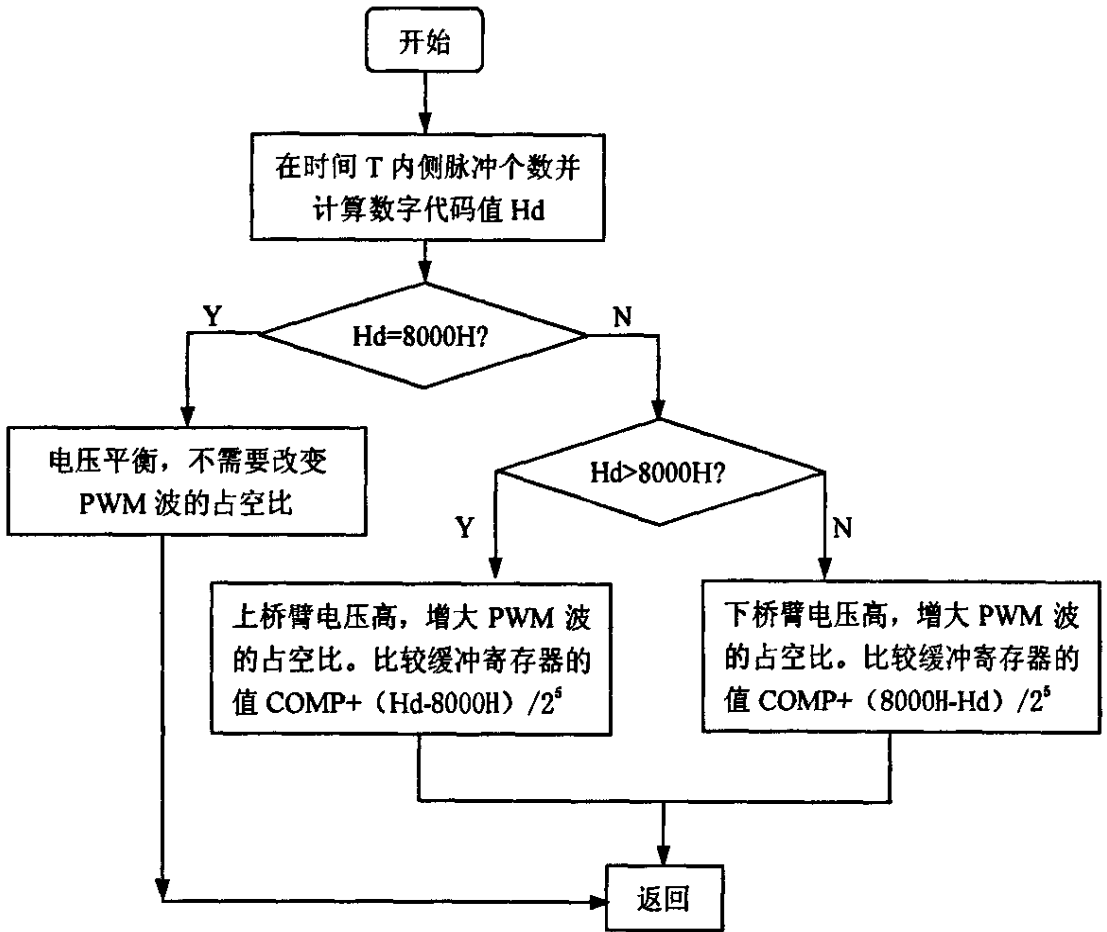 开始
在时间 T 内侧脉冲个数并
计算数字代码值 Hd
Y
N
Hd=8000H?
电压平衡，不需要改变
PWM 波的占空比
Hd>8000H?
Y
N
上桥臂电压高，增大 PWM 波
的占空比。比较缓冲寄存器的
值 COMP+（Hd-8000H）/2⁵
下桥臂电压高，增大 PWM 波
的占空比。比较缓冲寄存器的
值 COMP+（8000H-Hd）/2⁵
返回